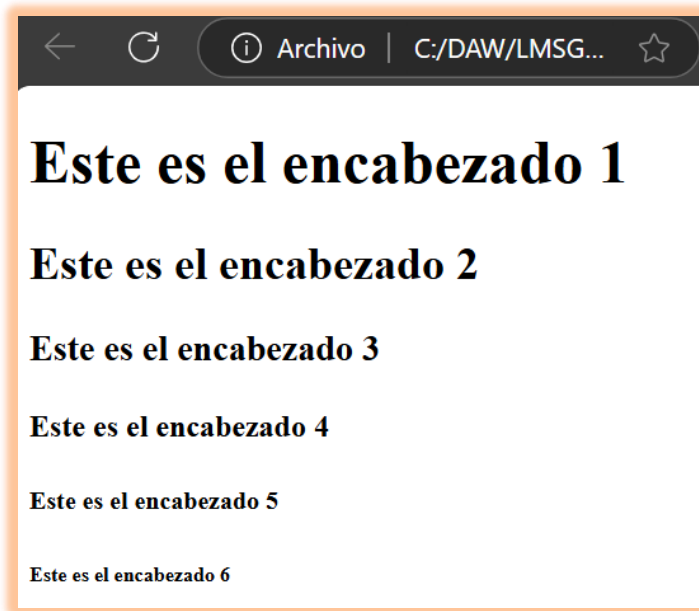 Archivo | C:/DAW/LMSG...
Este es el encabezado 1
Este es el encabezado 2
Este es el encabezado 3
Este es el encabezado 4
Este es el encabezado 5
Este es el encabezado 6